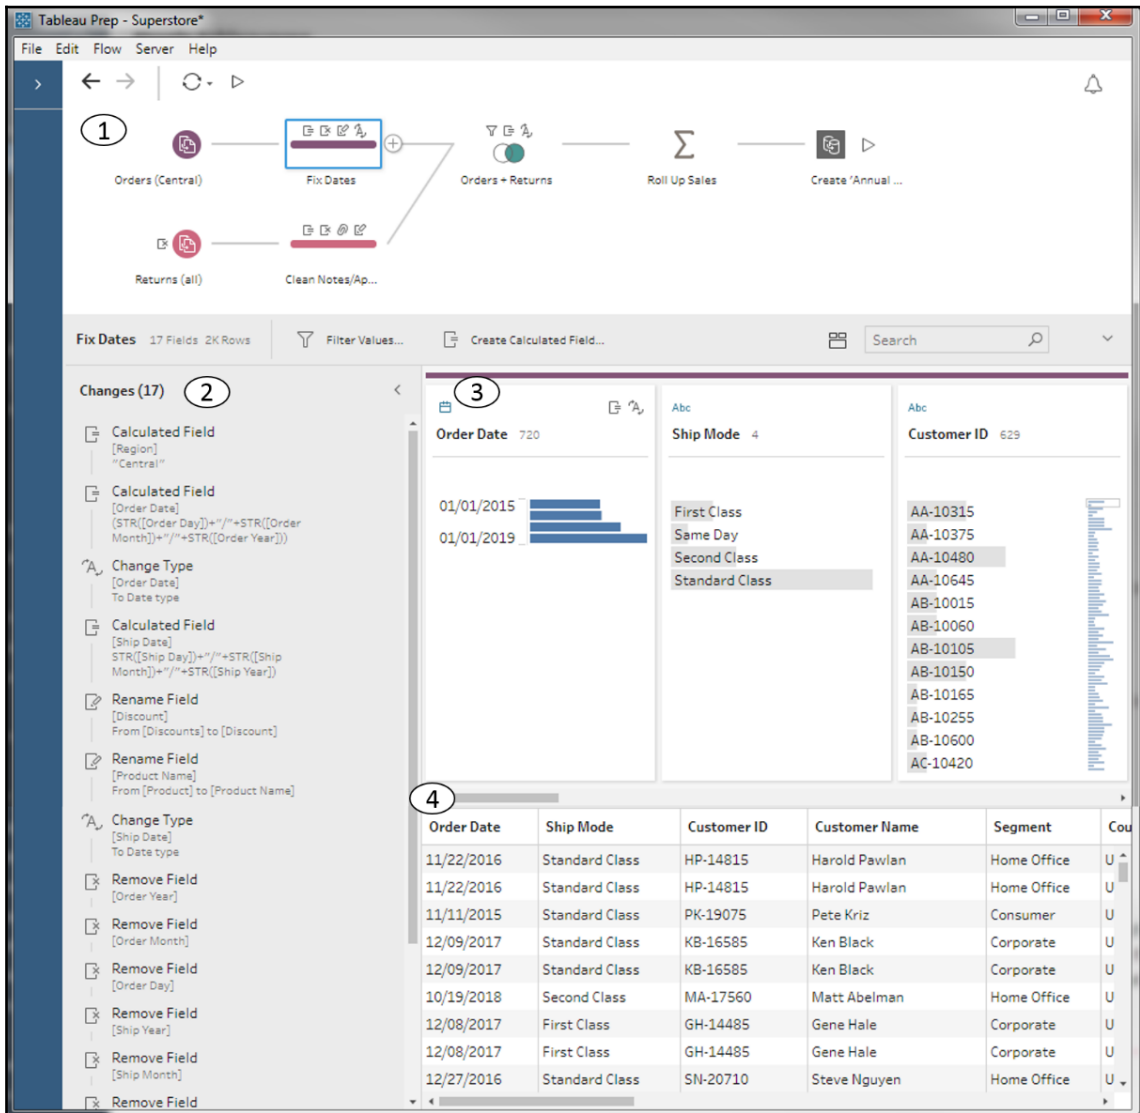 Tableau Prep - Superstore*
File Edit Flow Server Help
1
Orders (Central)
Fix Dates
Orders + Returns
Roll Up Sales
Create 'Annual ...
Returns (all)
Clean Notes/Ap...
Fix Dates 17 Fields 2K Rows Filter Values... Create Calculated Field... Search
Changes (17) 2
Calculated Field
[Region]
"Central"
Calculated Field
[Order Date]
(STR([Order Day])+"/"+STR([Order
Month])+"/"+STR([Order Year]))
Change Type
[Order Date]
To Date type
Calculated Field
[Ship Date]
STR([Ship Day])+"/"+STR([Ship
Month])+"/"+STR([Ship Year])
Rename Field
[Discount]
From [Discounts] to [Discount]
Rename Field
[Product Name]
From [Product] to [Product Name]
Change Type
[Ship Date]
To Date type
Remove Field
[Order Year]
Remove Field
[Order Month]
Remove Field
[Order Day]
Remove Field
[Ship Year]
Remove Field
[Ship Month]
Remove Field
3
Order Date 720
01/01/2015
01/01/2019
Abc
Ship Mode 4
First Class
Same Day
Second Class
Standard Class
Abc
Customer ID 629
AA-10315
AA-10375
AA-10480
AA-10645
AB-10015
AB-10060
AB-10105
AB-10150
AB-10165
AB-10255
AB-10600
AC-10420
4
Order Date Ship Mode Customer ID Customer Name Segment Cou
11/22/2016 Standard Class HP-14815 Harold Pawlan Home Office U
11/22/2016 Standard Class HP-14815 Harold Pawlan Home Office U
11/11/2015 Standard Class PK-19075 Pete Kriz Consumer U
12/09/2017 Standard Class KB-16585 Ken Black Corporate U
12/09/2017 Standard Class KB-16585 Ken Black Corporate U
10/19/2018 Second Class MA-17560 Matt Abelman Home Office U
12/08/2017 First Class GH-14485 Gene Hale Corporate U
12/08/2017 First Class GH-14485 Gene Hale Corporate U
12/27/2016 Standard Class SN-20710 Steve Nguyen Home Office U